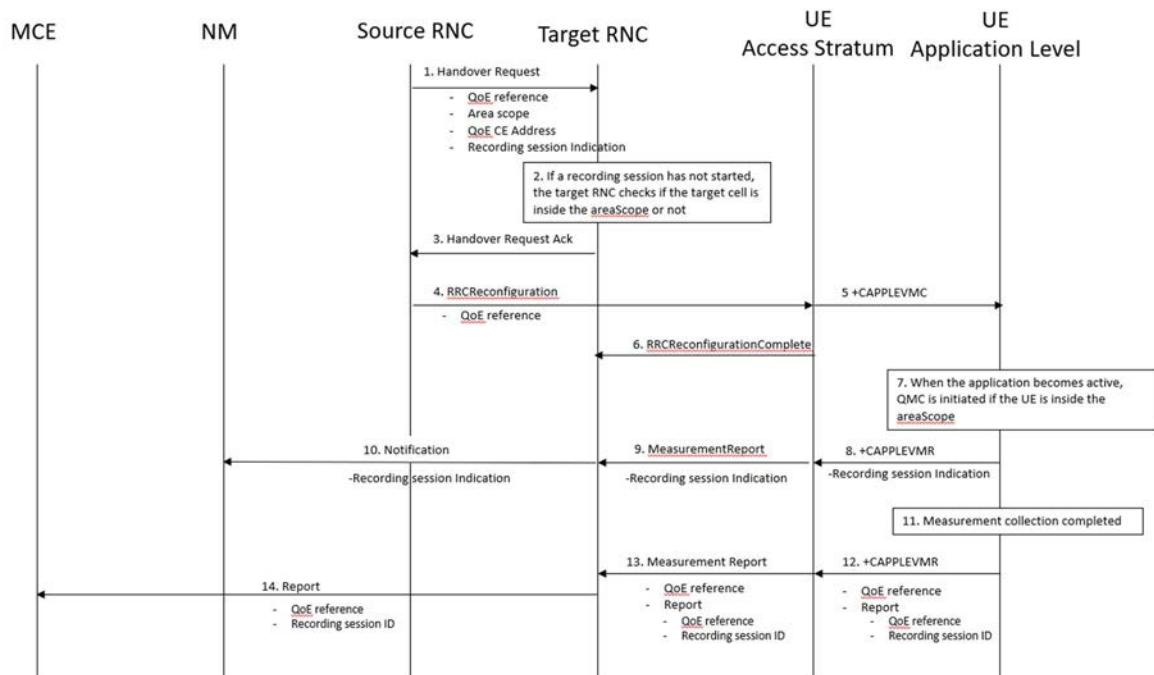 MCE
NM
Source RNC
Target RNC
UE
Access Stratum
UE
Application Level
1. Handover Request
- QoE reference
- Area scope
- QoE CE Address
- Recording session Indication
2. If a recording session has not started,
the target RNC checks if the target cell is
inside the areaScope or not
3. Handover Request Ack
4. RRCReconfiguration
- QoE reference
5 +CAPPLEVMC
6. RRCReconfigurationComplete
7. When the application becomes active,
QMC is initiated if the UE is inside the
areaScope
10. Notification
-Recording session Indication
9. MeasurementReport
-Recording session Indication
8. +CAPPLEVMR
-Recording session Indication
11. Measurement collection completed
14. Report
- QoE reference
- Recording session ID
13. Measurement Report
- QoE reference
- Report
- QoE reference
- Recording session ID
12. +CAPPLEVMR
- QoE reference
- Report
- QoE reference
- Recording session ID